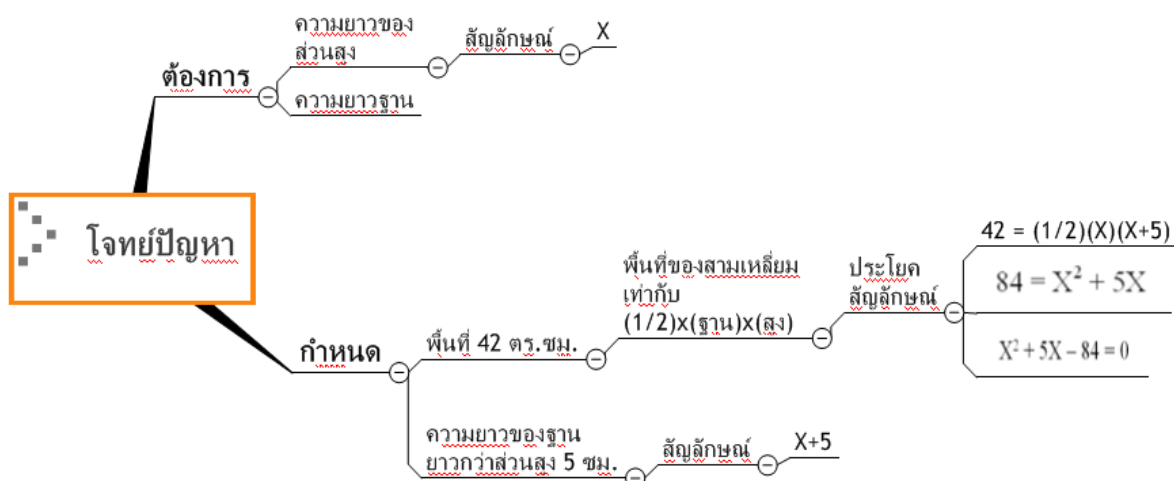 ความยาวของ
ส่วนสูง
สัญลักษณ์
X
ต้องการ
ความยาวฐาน
โจทย์ปัญหา
กำหนด
พื้นที่ 42 ตร.ซม.
พื้นที่ของสามเหลี่ยม
เท่ากับ
(1/2)x(ฐาน)x(สูง)
ประโยค
สัญลักษณ์
42 = (1/2)(X)(X+5)
84 = X² + 5X
X² + 5X – 84 = 0
ความยาวของฐาน
ยาวกว่าส่วนสูง 5 ซม.
สัญลักษณ์
X+5